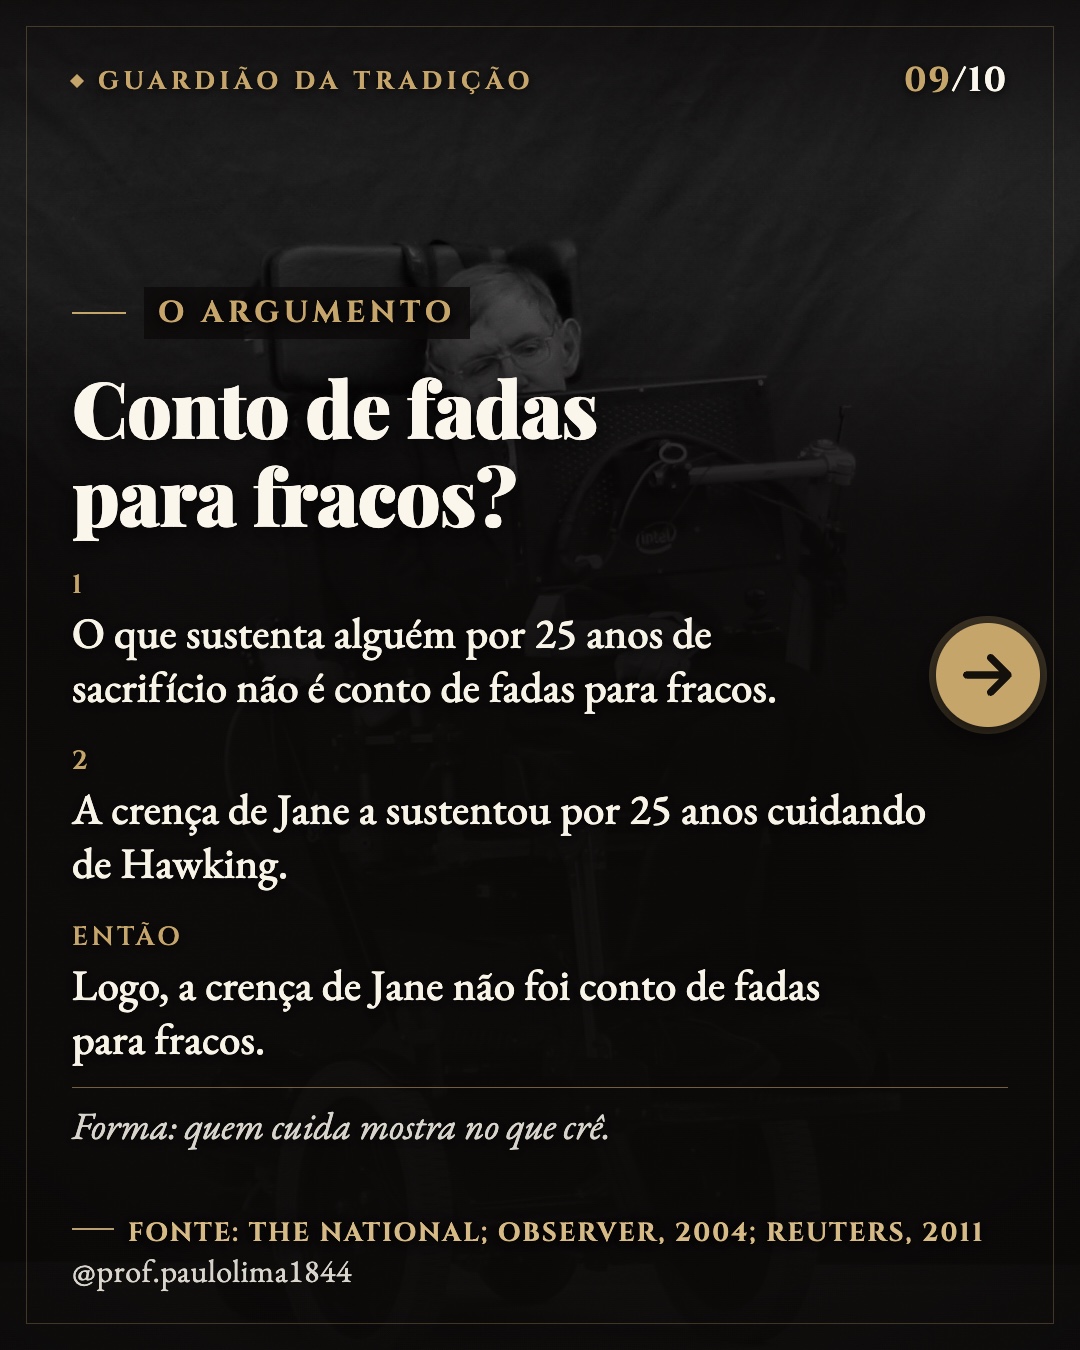 ◆ GUARDIÃO DA TRADIÇÃO
09/10
O ARGUMENTO
Conto de fadas
para fracos?
intel
1
O que sustenta alguém por 25 anos de
sacrifício não é conto de fadas para fracos.
2
A crença de Jane a sustentou por 25 anos cuidando
de Hawking.
ENTÃO
Logo, a crença de Jane não foi conto de fadas
para fracos.
Forma: quem cuida mostra no que crê.
FONTE: THE NATIONAL; OBSERVER, 2004; REUTERS, 2011
@prof.paulolima1844